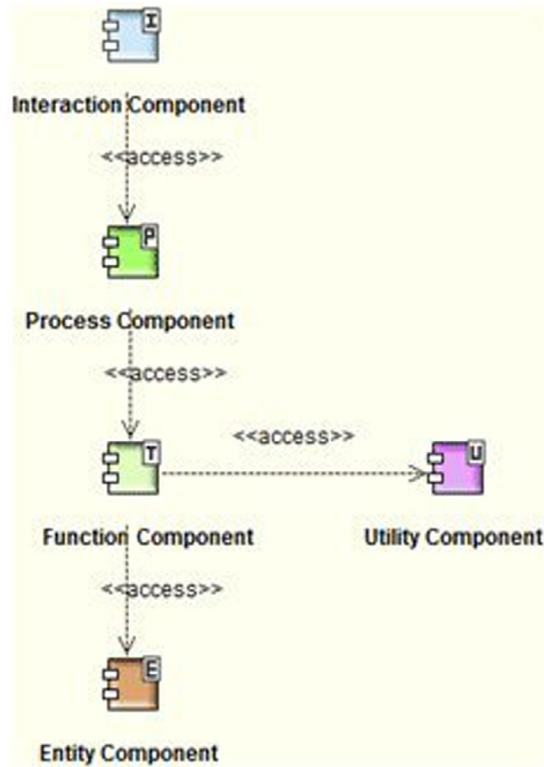 I
Interaction Component
<<access>>
P
Process Component
<<access>>
T
<<access>>
U
Function Component
Utility Component
<<access>>
E
Entity Component